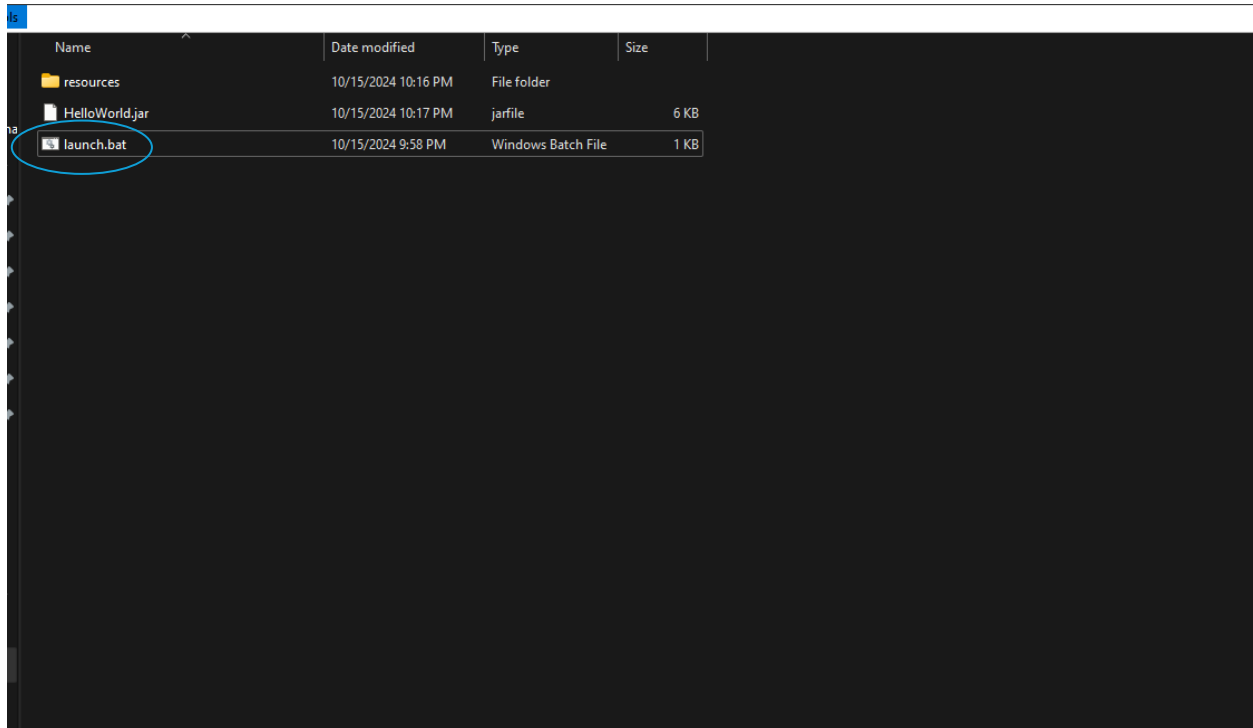 ls
Name Date modified Type Size
resources 10/15/2024 10:16 PM File folder
HelloWorld.jar 10/15/2024 10:17 PM jarfile 6 KB
na
launch.bat 10/15/2024 9:58 PM Windows Batch File 1 KB